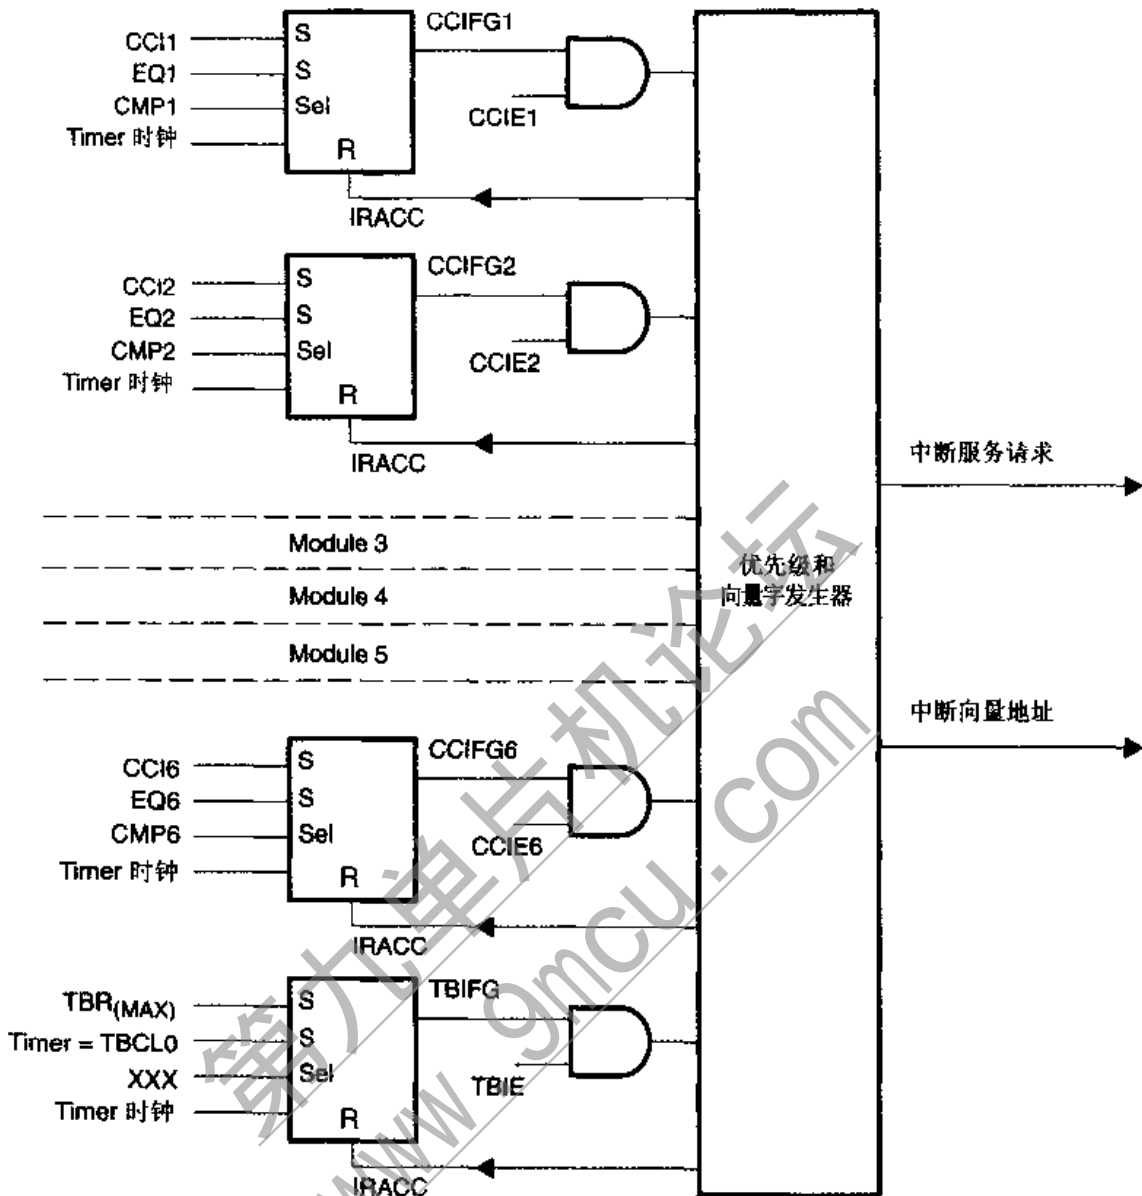 CCI1
EQ1
CMP1
Timer 时钟
S
S
Sel
R
CCIFG1
CCIE1
IRACC
CCI2
EQ2
CMP2
Timer 时钟
S
S
Sel
R
CCIFG2
CCIE2
IRACC
Module 3
Module 4
Module 5
优先级和
向量字发生器
中断服务请求
中断向量地址
CCI6
EQ6
CMP6
Timer 时钟
S
S
Sel
R
CCIFG6
CCIE6
IRACC
TBR(MAX)
Timer = TBCL0
XXX
Timer 时钟
S
S
Sel
R
TBIFG
TBIE
IRACC
第九单片机论坛
www.9mcu.com